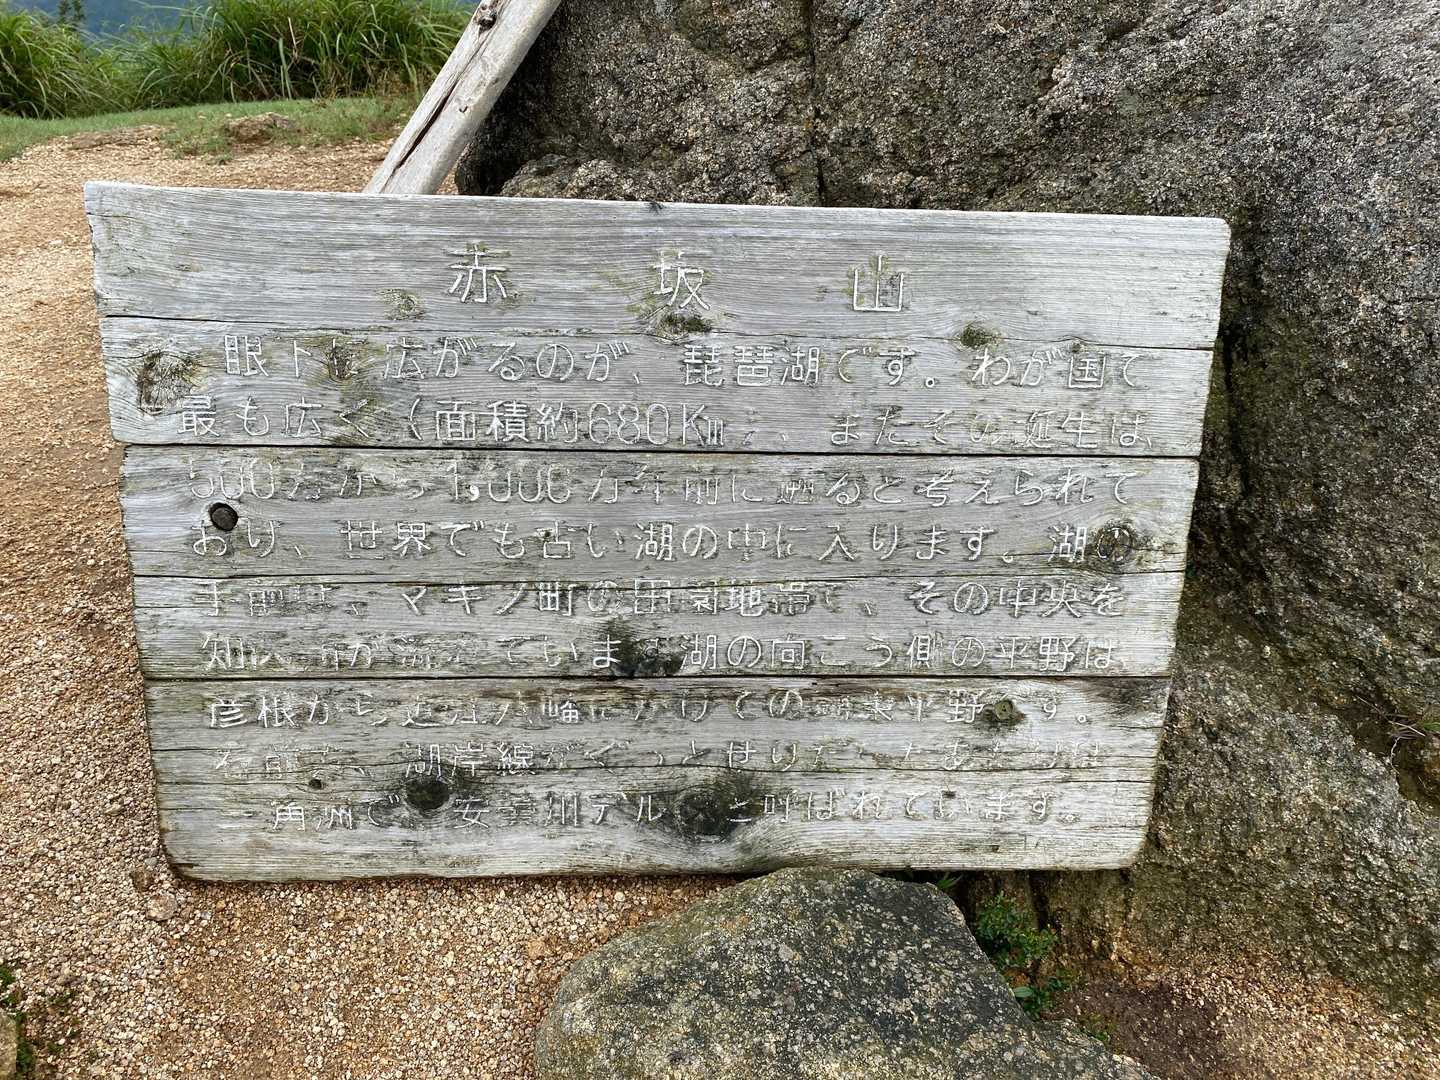 赤坂山
眼下に広がるのが、琵琶湖です。わが国で
最も広く(面積約680Km²)、またその誕生は
500万から1,000万年前に遡ると考えられて
おり、世界でも古い湖の中に入ります。湖の
手前は、マキノ町の田園地帯で、その中央を
知内川が流れています。湖の向こう側の平野は
彦根から近江八幡にかけての湖東平野です。
右前方、湖岸線がぐっとせりだしたあたりは
三角洲で、安曇川デルタと呼ばれています。